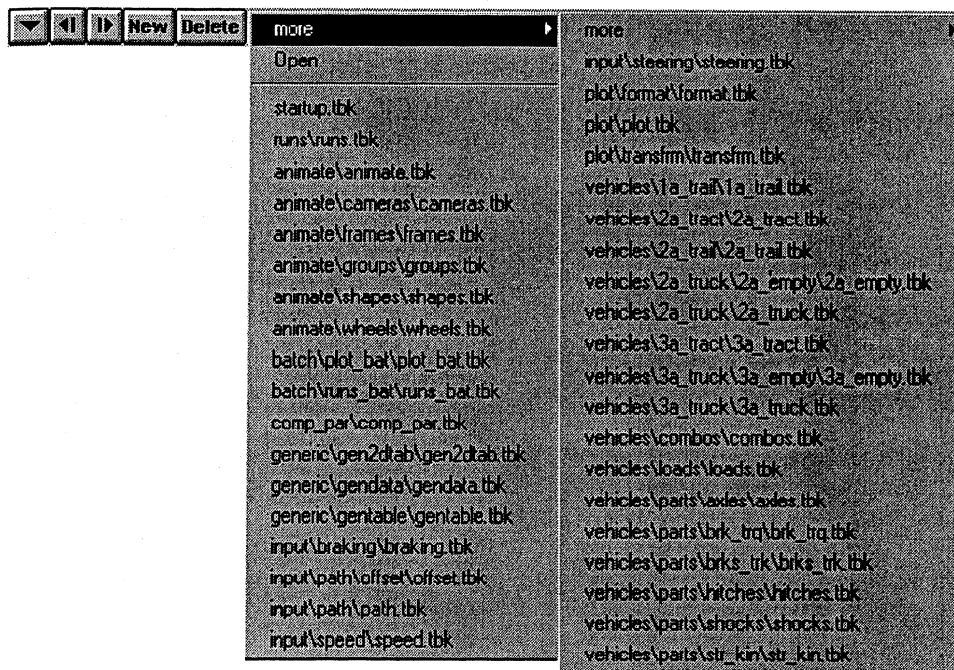 New Delete
more
Open
startup.tbk
runs\runs.tbk
animate\animate.tbk
animate\cameras\cameras.tbk
animate\frames\frames.tbk
animate\groups\groups.tbk
animate\shapes\shapes.tbk
animate\wheels\wheels.tbk
batch\plot_bat\plot_bat.tbk
batch\runs_bat\runs_bat.tbk
comp_par\comp_par.tbk
generic\gen2dtab\gen2dtab.tbk
generic\gendata\gendata.tbk
generic\gentable\gentable.tbk
input\braking\braking.tbk
input\path\offset\offset.tbk
input\path\path.tbk
input\speed\speed.tbk
more
input\steering\steering.tbk
plot\format\format.tbk
plot\plot.tbk
plot\transfrm\transfrm.tbk
vehicles\1a_trail\1a_trail.tbk
vehicles\2a_tract\2a_tract.tbk
vehicles\2a_trail\2a_trail.tbk
vehicles\2a_truck\2a_empty\2a_empty.tbk
vehicles\2a_truck\2a_truck.tbk
vehicles\3a_tract\3a_tract.tbk
vehicles\3a_truck\3a_empty\3a_empty.tbk
vehicles\3a_truck\3a_truck.tbk
vehicles\combos\combos.tbk
vehicles\loads\loads.tbk
vehicles\parts\axles\axles.tbk
vehicles\parts\brk_trq\brk_trq.tbk
vehicles\parts\brks_trk\brks_trk.tbk
vehicles\parts\hitches\hitches.tbk
vehicles\parts\shocks\shocks.tbk
vehicles\parts\str_kin\str_kin.tbk